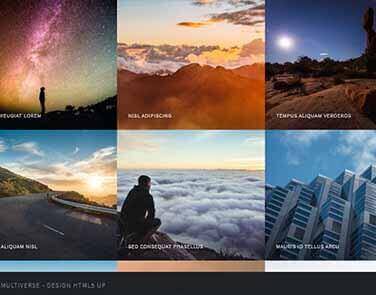 FEUGIAT LOREM
NISL ADIPISCING
TEMPUS ALIQUAM VEROEROS
ALIQUAM NISL
SED CONSEQUAT PHASELLUS
MAURIS ID TELLUS ARCU
MULTIVERSE - DESIGN HTML5 UP